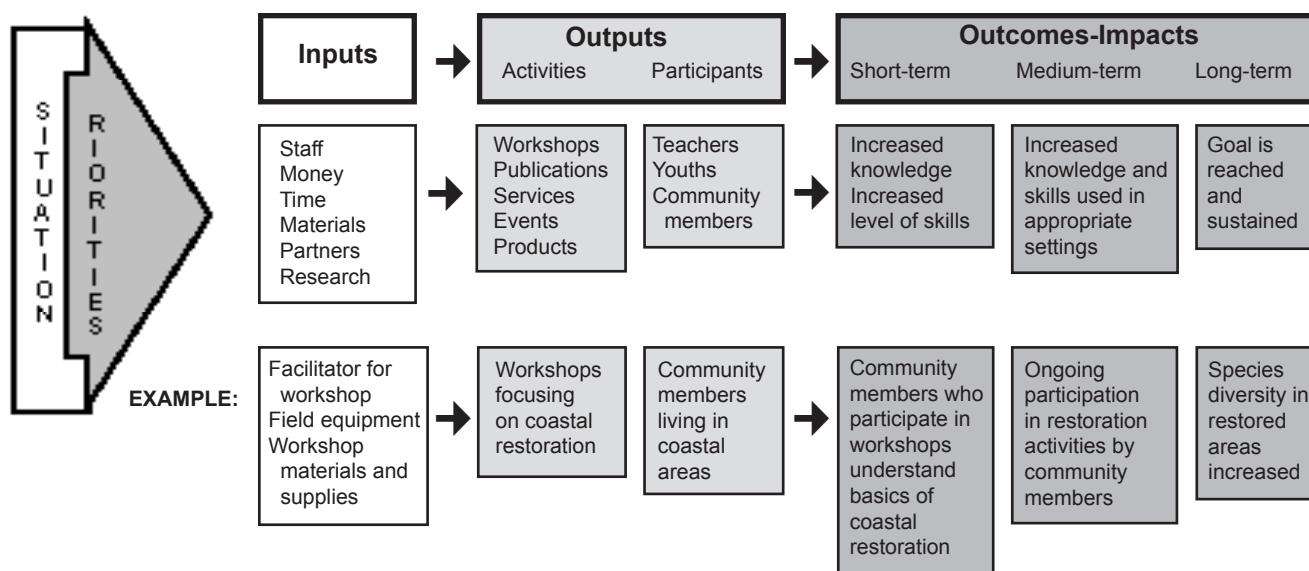 SITUATION
RIORITIES
Inputs
Outputs
Activities Participants
Outcomes-Impacts
Short-term Medium-term Long-term
Staff
Money
Time
Materials
Partners
Research
Workshops
Publications
Services
Events
Products
Teachers
Youths
Community
members
Increased
knowledge
Increased
level of skills
Increased
knowledge and
skills used in
appropriate
settings
Goal is
reached
and
sustained
EXAMPLE:
Facilitator for
workshop
Field equipment
Workshop
materials and
supplies
Workshops
focusing
on coastal
restoration
Community
members
living in
coastal
areas
Community
members who
participate in
workshops
understand
basics of
coastal
restoration
Ongoing
participation
in restoration
activities by
community
members
Species
diversity in
restored
areas
increased